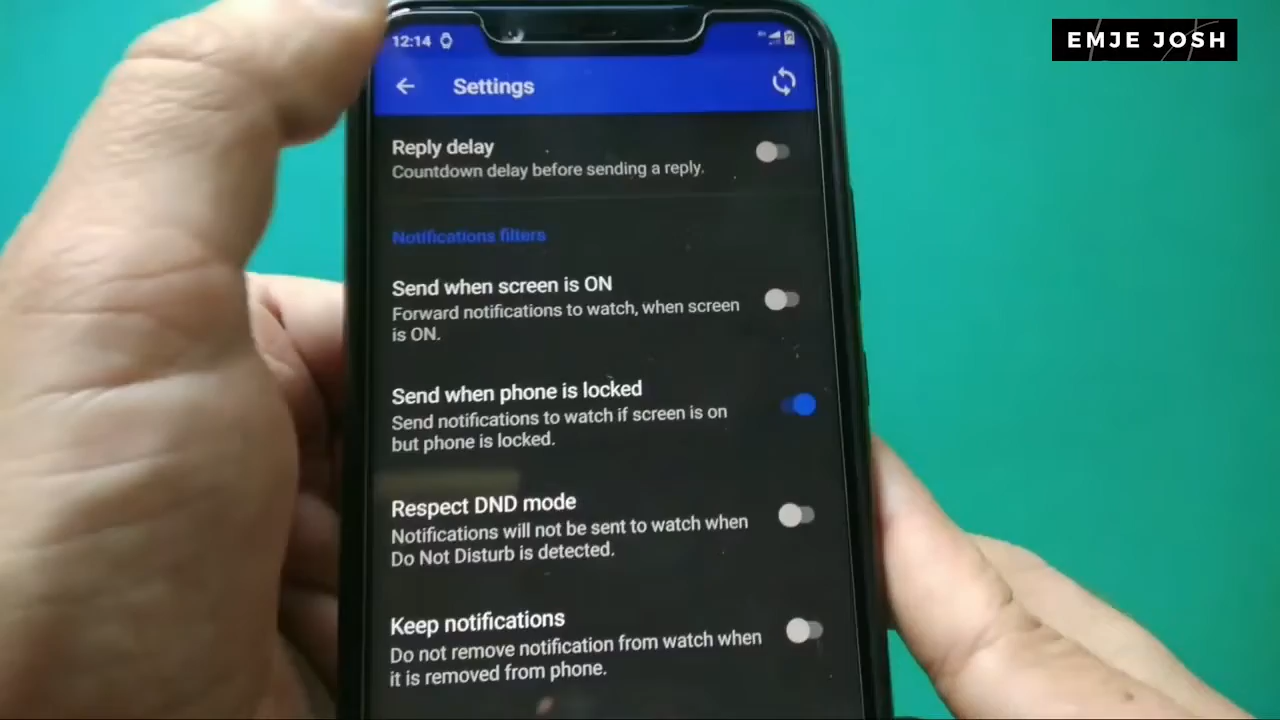 EMJE JOSH
12:14
Settings
Reply delay
Countdown delay before sending a reply.
Notifications filters
Send when screen is ON
Forward notifications to watch, when screen
is ON.
Send when phone is locked
Send notifications to watch if screen is on
but phone is locked.
Respect DND mode
Notifications will not be sent to watch when
Do Not Disturb is detected.
Keep notifications
Do not remove notification from watch when
it is removed from phone.